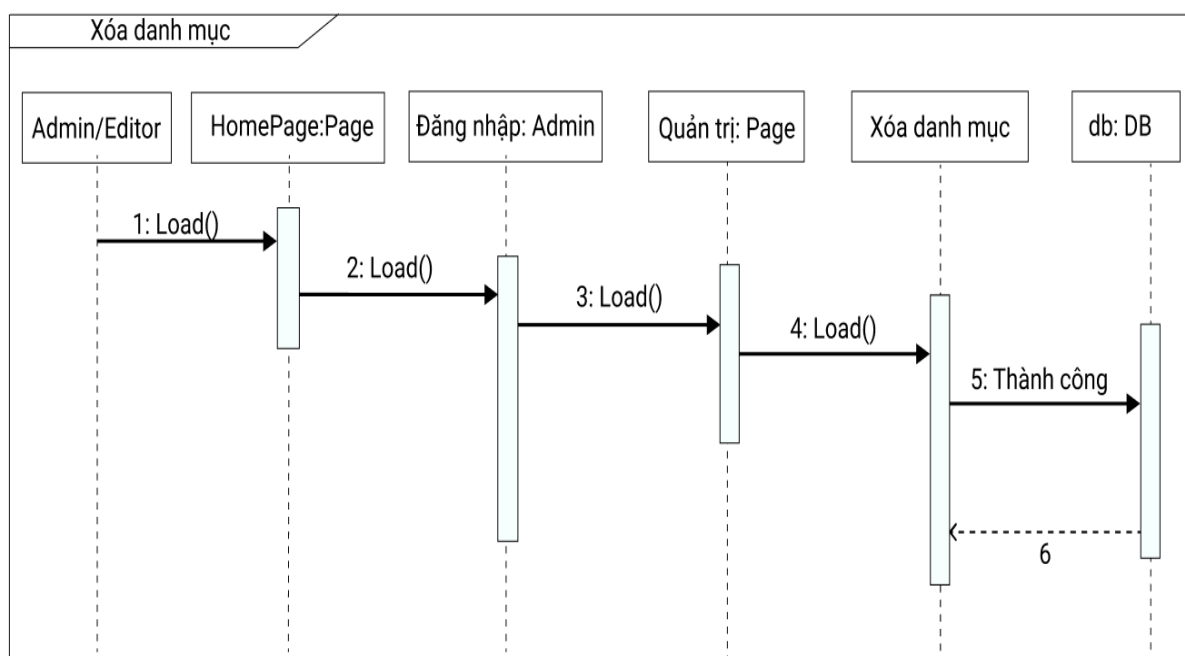 Xóa danh mục
Admin/Editor
HomePage:Page
Đăng nhập: Admin
Quản trị: Page
Xóa danh mục
db: DB
1: Load()
2: Load()
3: Load()
4: Load()
5: Thành công
6